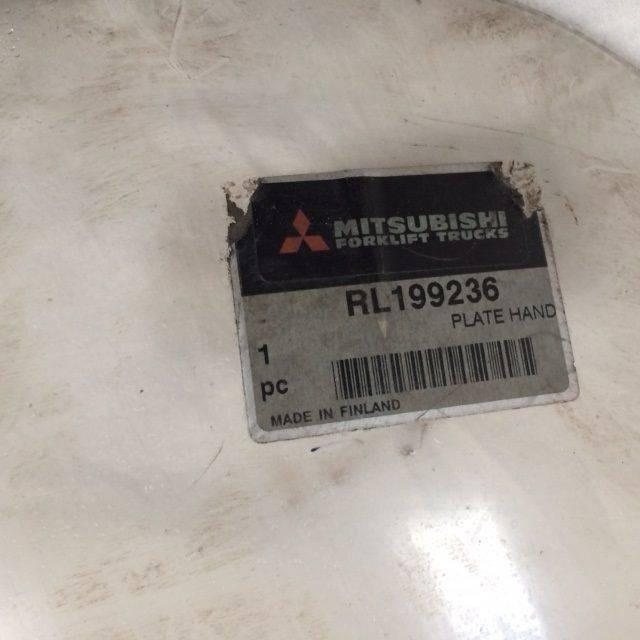 MITSUBISHI
FORKLIFT TRUCKS
RL199236
PLATE HAND
1
pc
MADE IN FINLAND